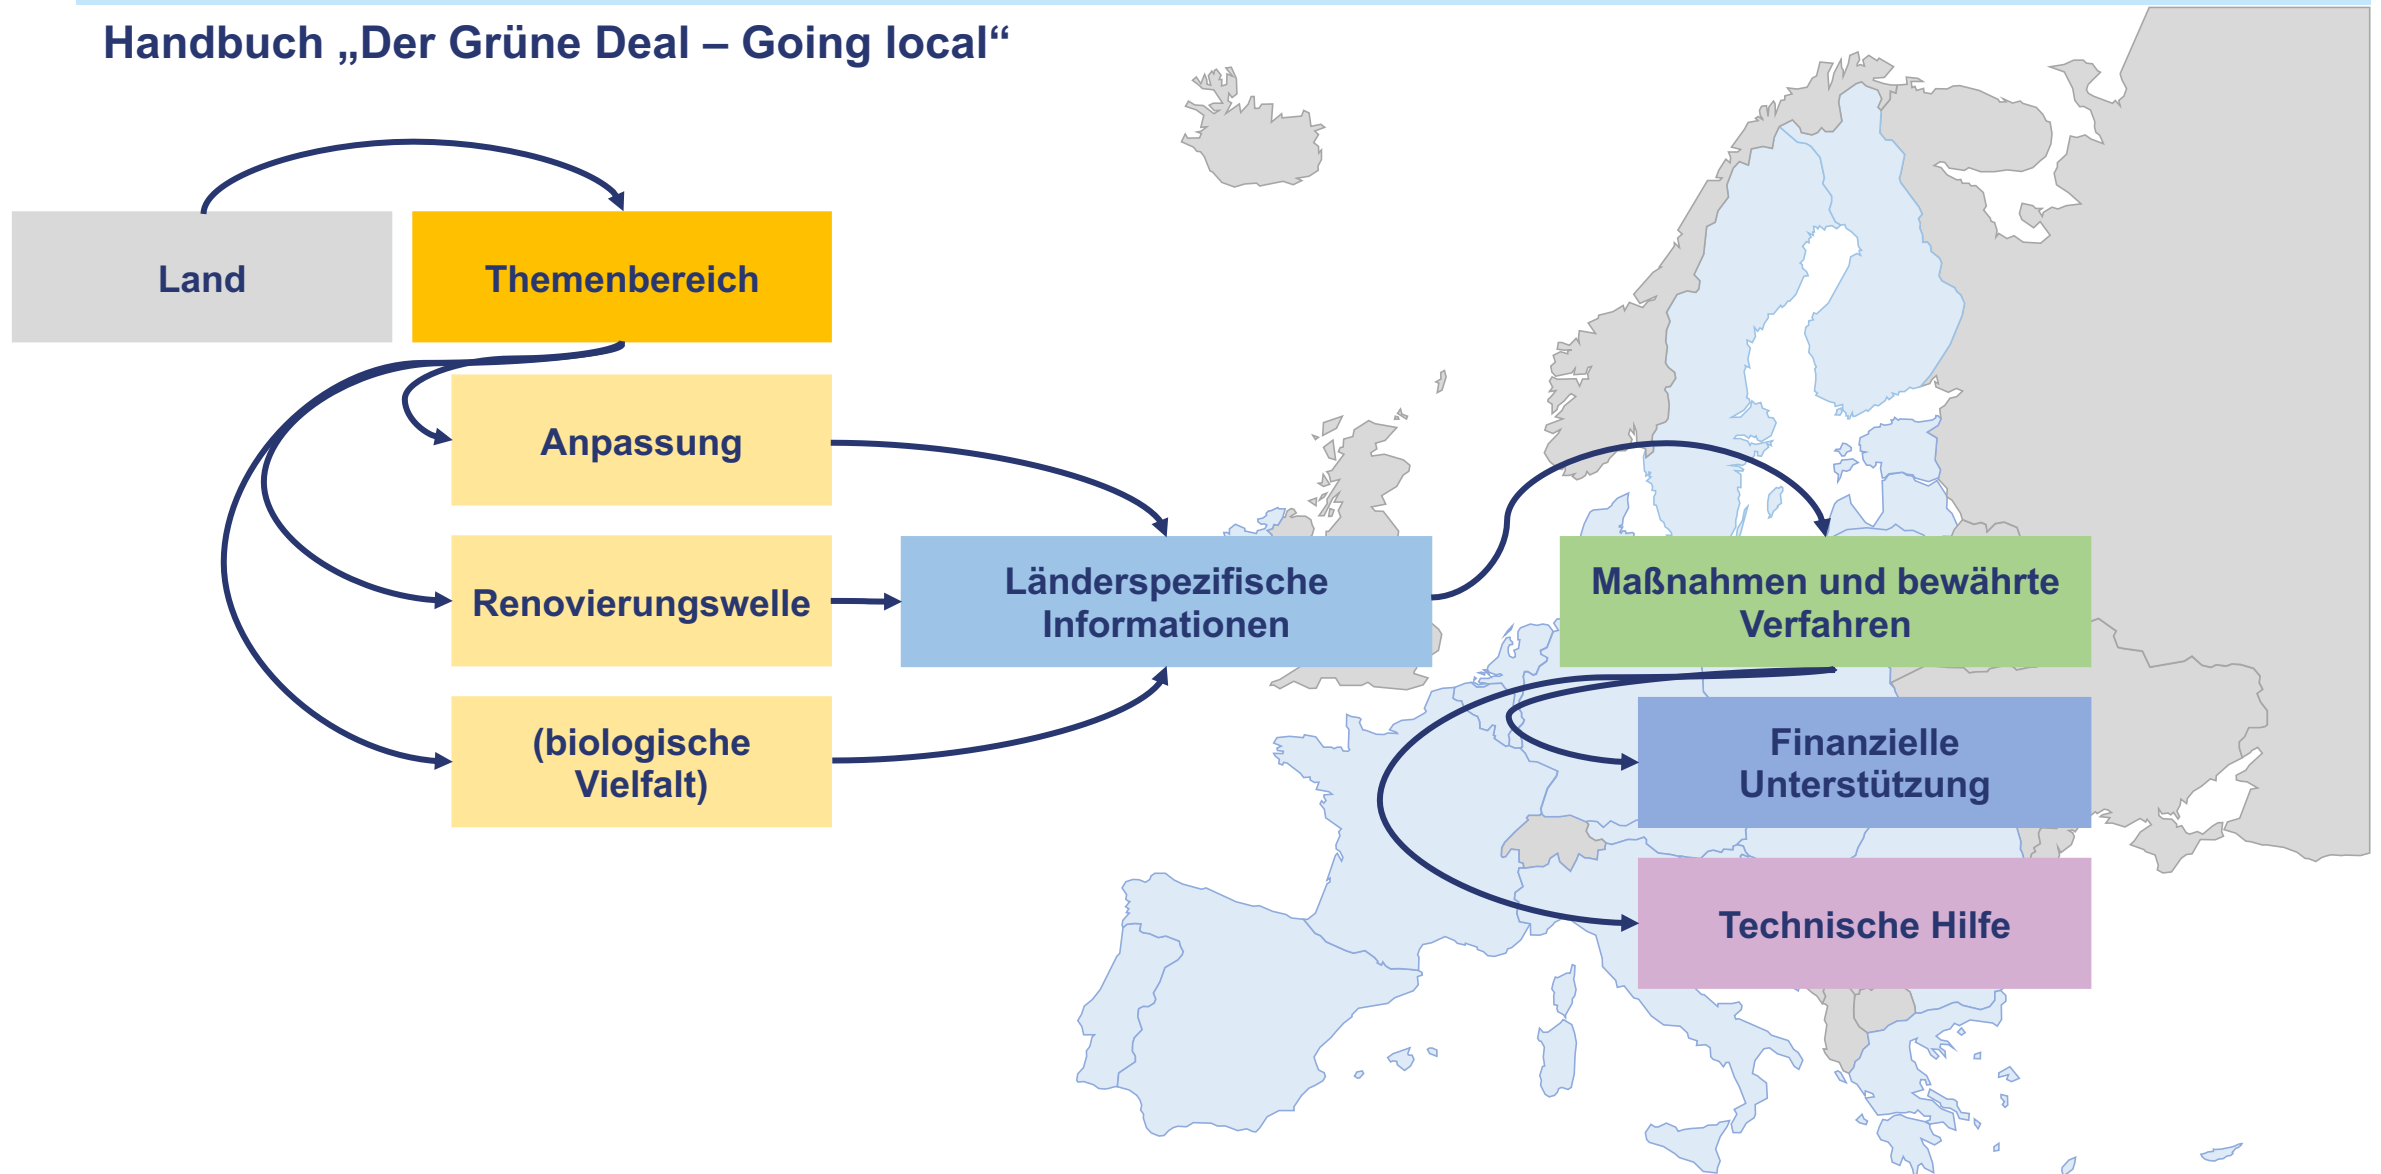 Handbuch „Der Grüne Deal – Going local“
Land
Themenbereich
Anpassung
Renovierungswelle
(biologische
Vielfalt)
Länderspezifische
Informationen
Maßnahmen und bewährte
Verfahren
Finanzielle
Unterstützung
Technische Hilfe